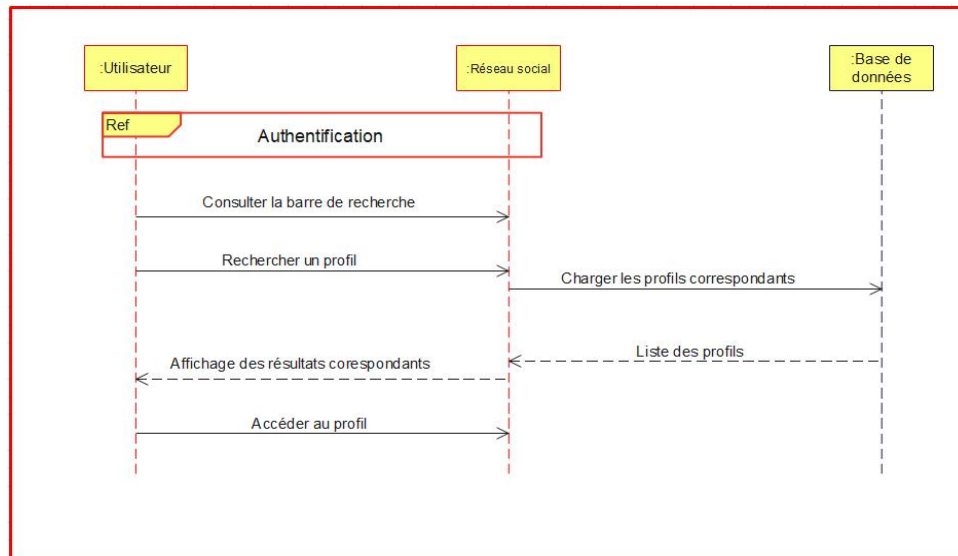 :Utilisateur
:Réseau social
:Base de
données
Ref
Authentification
Consulter la barre de recherche
Rechercher un profil
Charger les profils correspondants
Liste des profils
Affichage des résultats corespondants
Accéder au profil